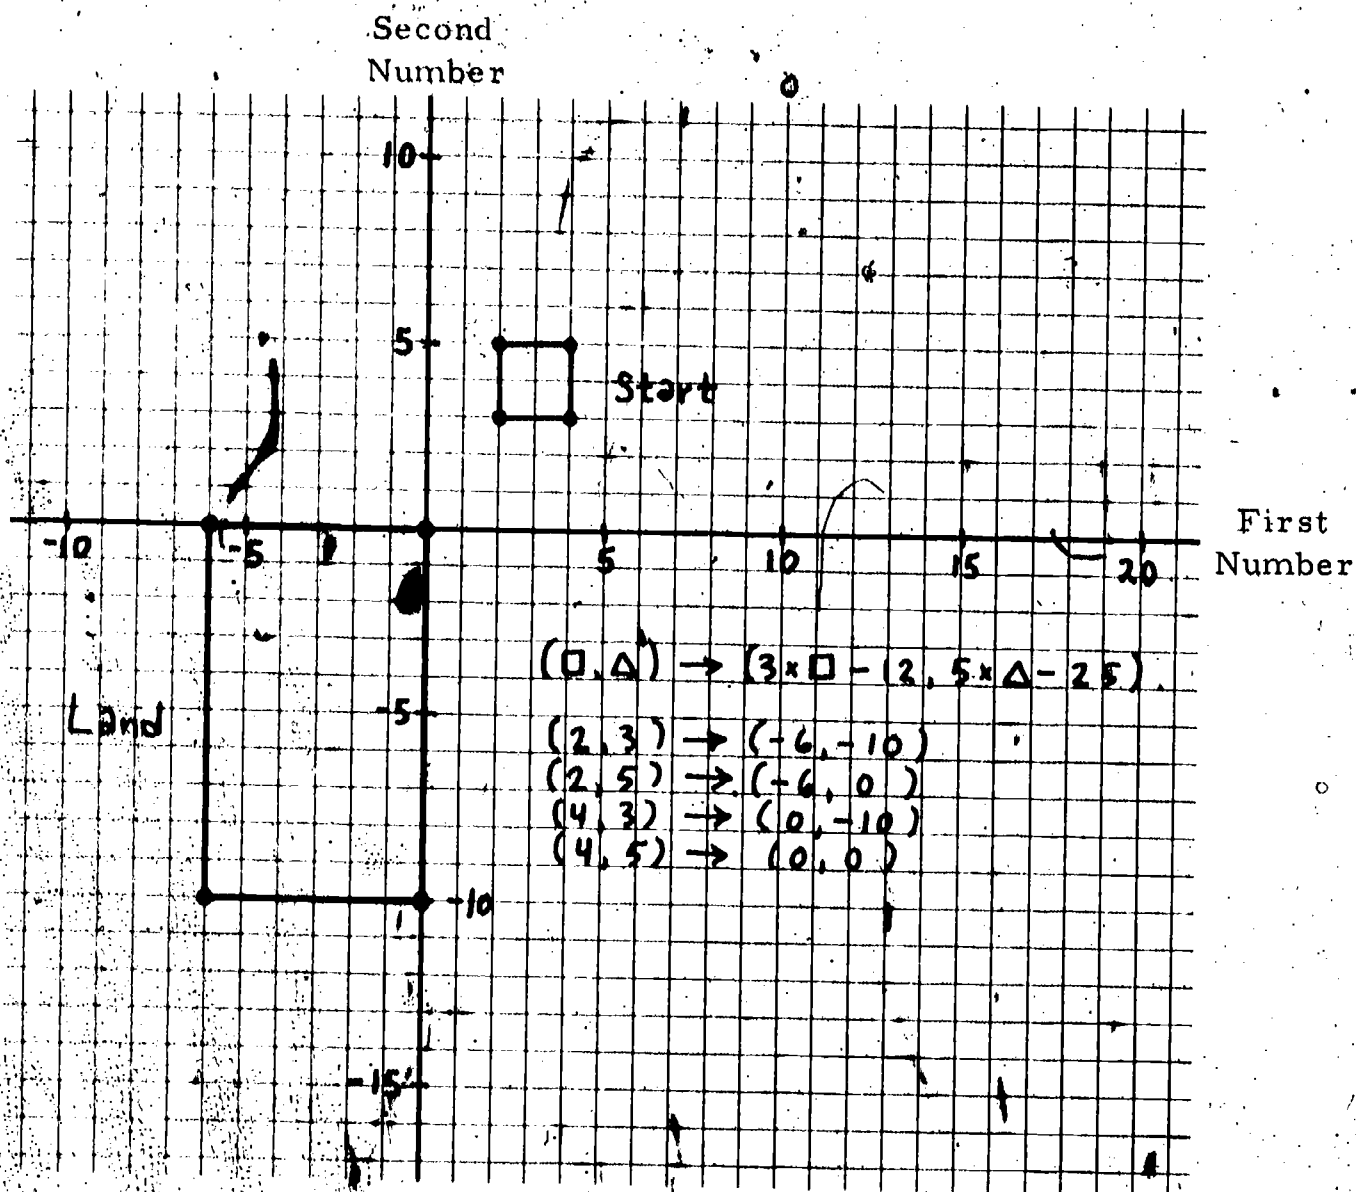 Second
Number
10
5
Start
First
Number
-10
-5
5
10
15
20
(□, △) → (3 × □ - 12, 5 × △ - 25)
Land
-5
(2, 3) → (-6, -10)
(2, 5) → (-6, 0)
(4, 3) → (0, -10)
(4, 5) → (0, 0)
-10
-15